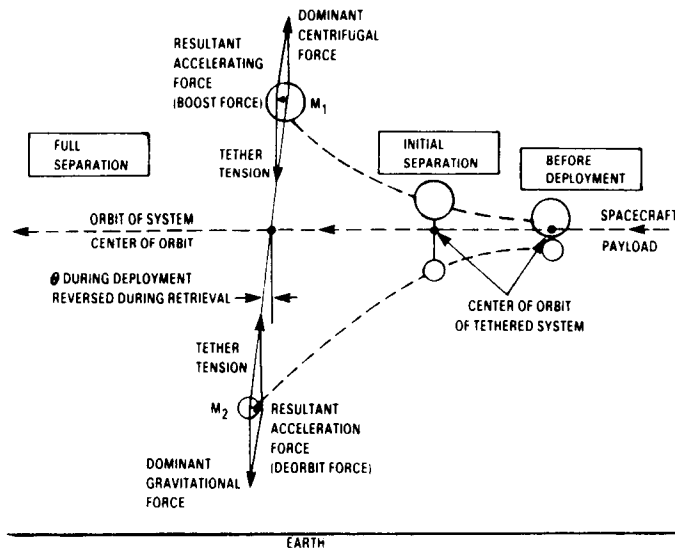 DOMINANT
CENTRIFUGAL
FORCE
RESULTANT
ACCELERATING
FORCE
(BOOST FORCE)
M1
FULL
SEPARATION
TETHER
TENSION
INITIAL
SEPARATION
BEFORE
DEPLOYMENT
ORBIT OF SYSTEM
CENTER OF ORBIT
SPACECRAFT
PAYLOAD
θ DURING DEPLOYMENT
REVERSED DURING RETRIEVAL
CENTER OF ORBIT
OF TETHERED SYSTEM
TETHER
TENSION
M2
RESULTANT
ACCELERATION
FORCE
(DEORBIT FORCE)
DOMINANT
GRAVITATIONAL
FORCE
EARTH